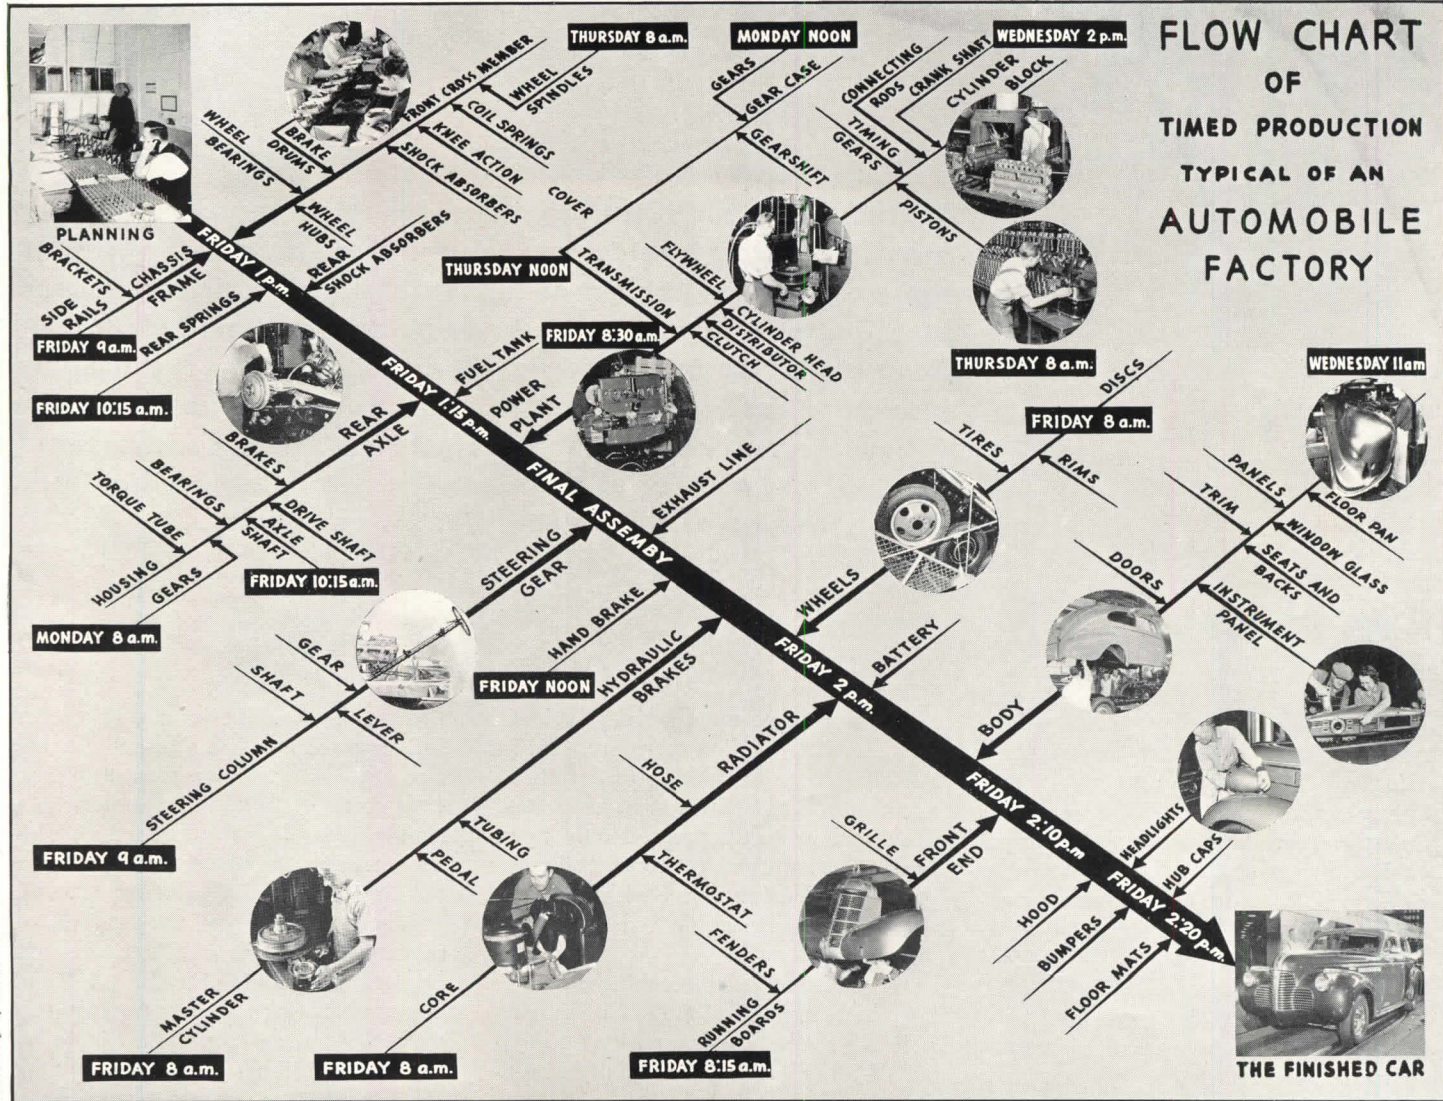 FLOW CHART
OF
TIMED PRODUCTION
TYPICAL OF AN
AUTOMOBILE
FACTORY
PLANNING
FRIDAY 1 p.m.
FRIDAY 1:15 p.m.
FINAL ASSEMBY
FRIDAY 2 p.m.
FRIDAY 2:10 p.m
FRIDAY 2:20 p.m.
THE FINISHED CAR
THURSDAY 8 a.m.
FRONT CROSS MEMBER
WHEEL
SPINDLES
COIL SPRINGS
KNEE ACTION
SHOCK ABSORBERS
BRAKE
DRUMS
WHEEL
BEARINGS
WHEEL
HUBS
REAR
SHOCK ABSORBERS
BRACKETS
CHASSIS
FRAME
SIDE
RAILS
FRIDAY 9 a.m.
REAR SPRINGS
FRIDAY 10:15 a.m.
MONDAY NOON
GEARS
GEAR CASE
GEARSHIFT
COVER
THURSDAY NOON
TRANSMISSION
WEDNESDAY 2 p.m.
CONNECTING
RODS
CRANK SHAFT
CYLINDER
BLOCK
TIMING
GEARS
PISTONS
THURSDAY 8 a.m.
FLYWHEEL
CYLINDER HEAD
DISTRIBUTOR
CLUTCH
FRIDAY 8:30 a.m.
FUEL TANK
POWER
PLANT
EXHAUST LINE
REAR
AXLE
BRAKES
BEARINGS
TORQUE TUBE
DRIVE SHAFT
AXLE
SHAFT
FRIDAY 10:15 a.m.
HOUSING
GEARS
MONDAY 8 a.m.
STEERING
GEAR
GEAR
SHAFT
LEVER
STEERING COLUMN
FRIDAY 9 a.m.
HAND BRAKE
FRIDAY NOON
HYDRAULIC
BRAKES
TUBING
PEDAL
MASTER
CYLINDER
FRIDAY 8 a.m.
DISCS
FRIDAY 8 a.m.
TIRES
RIMS
WHEELS
BATTERY
RADIATOR
HOSE
THERMOSTAT
CORE
FRIDAY 8 a.m.
WEDNESDAY 11am
PANELS
FLOOR PAN
TRIM
WINDOW GLASS
SEATS AND
BACKS
DOORS
INSTRUMENT
PANEL
BODY
GRILLE
FRONT
END
FENDERS
RUNNING
BOARDS
FRIDAY 8:15 a.m.
HEADLIGHTS
HUB CAPS
HOOD
BUMPERS
FLOOR MATS